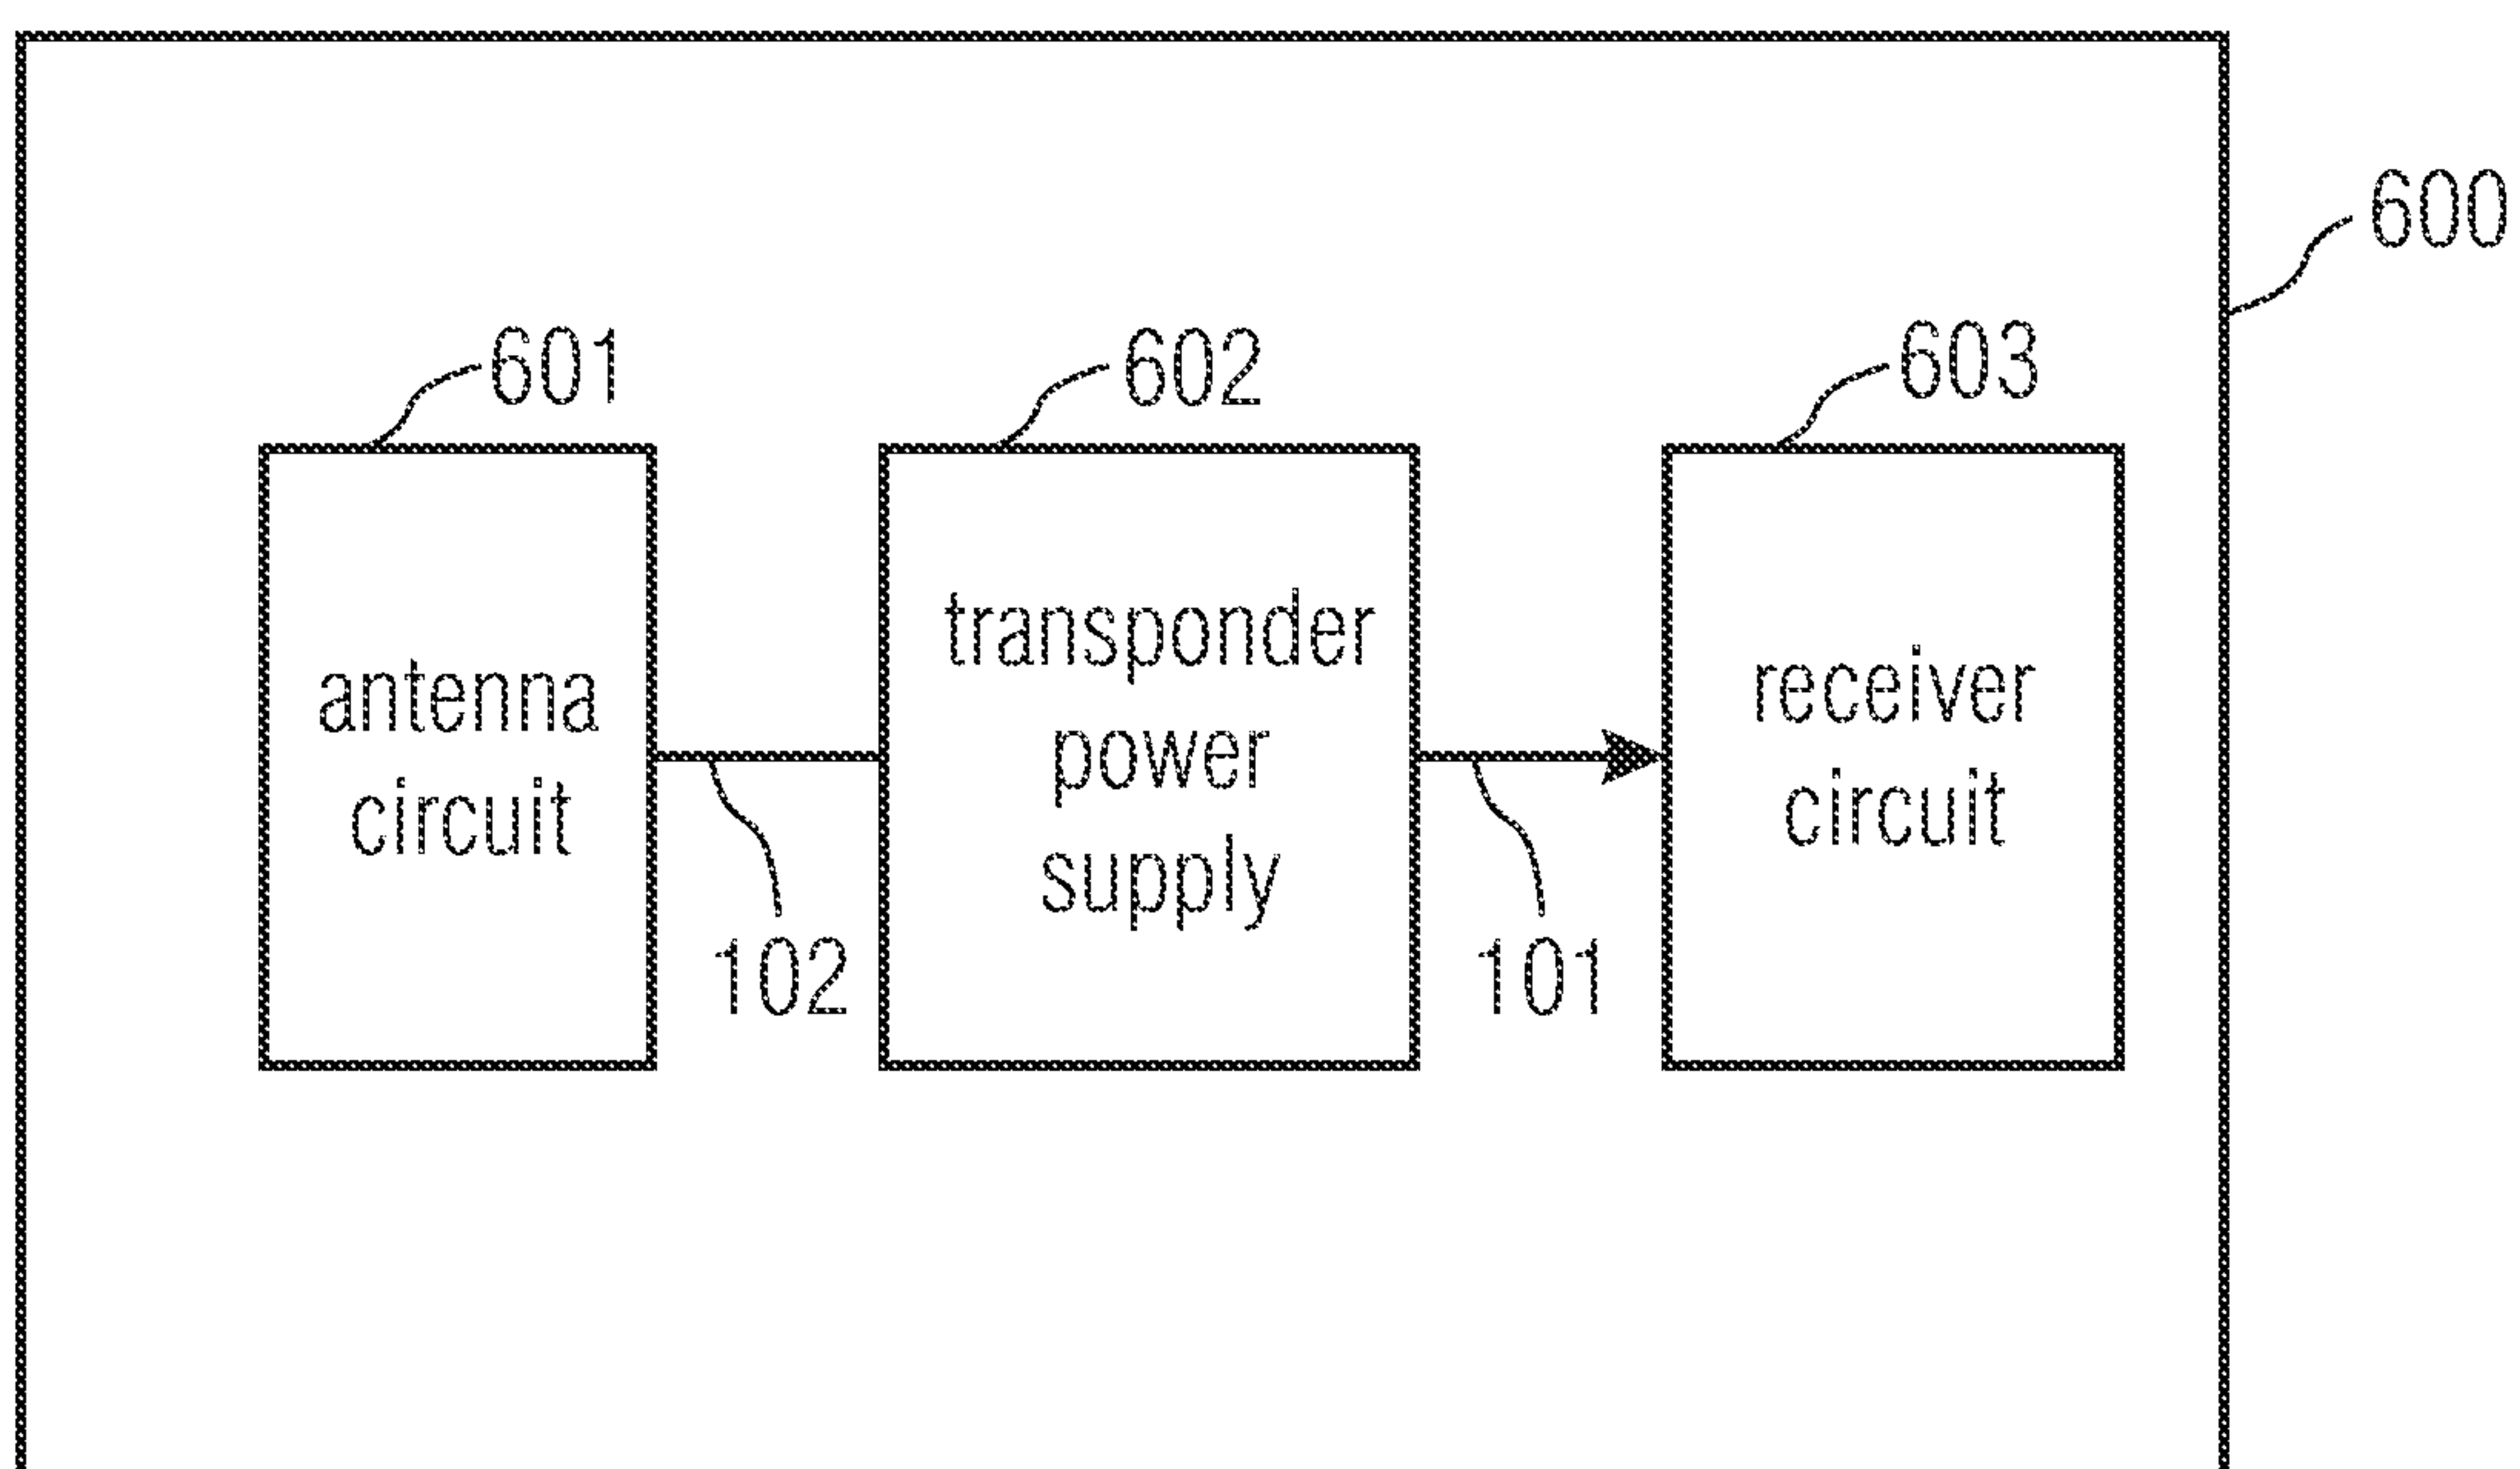 600
601
602
603
antenna
circuit
transponder
power
supply
receiver
circuit
102
101